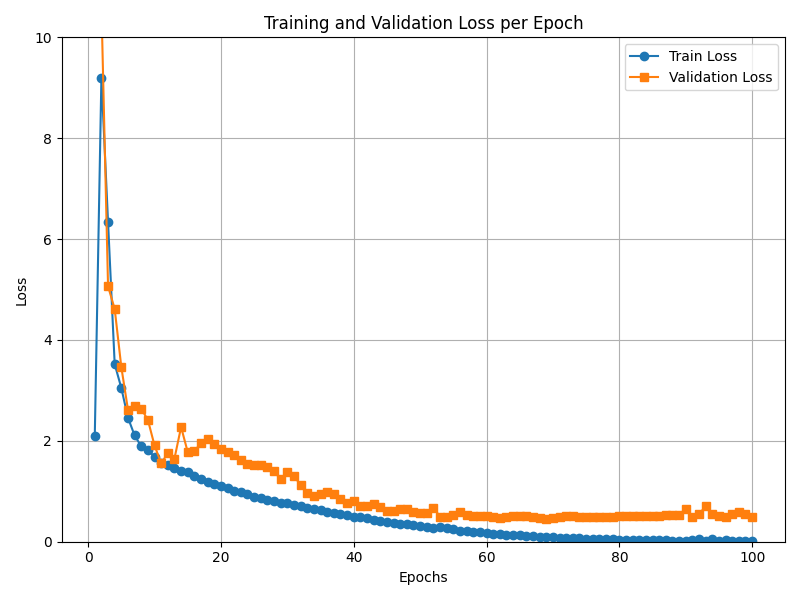 Training and Validation Loss per Epoch
Train Loss
Validation Loss
10
8
6
4
2
0
Loss
0 20 40 60 80 100
Epochs